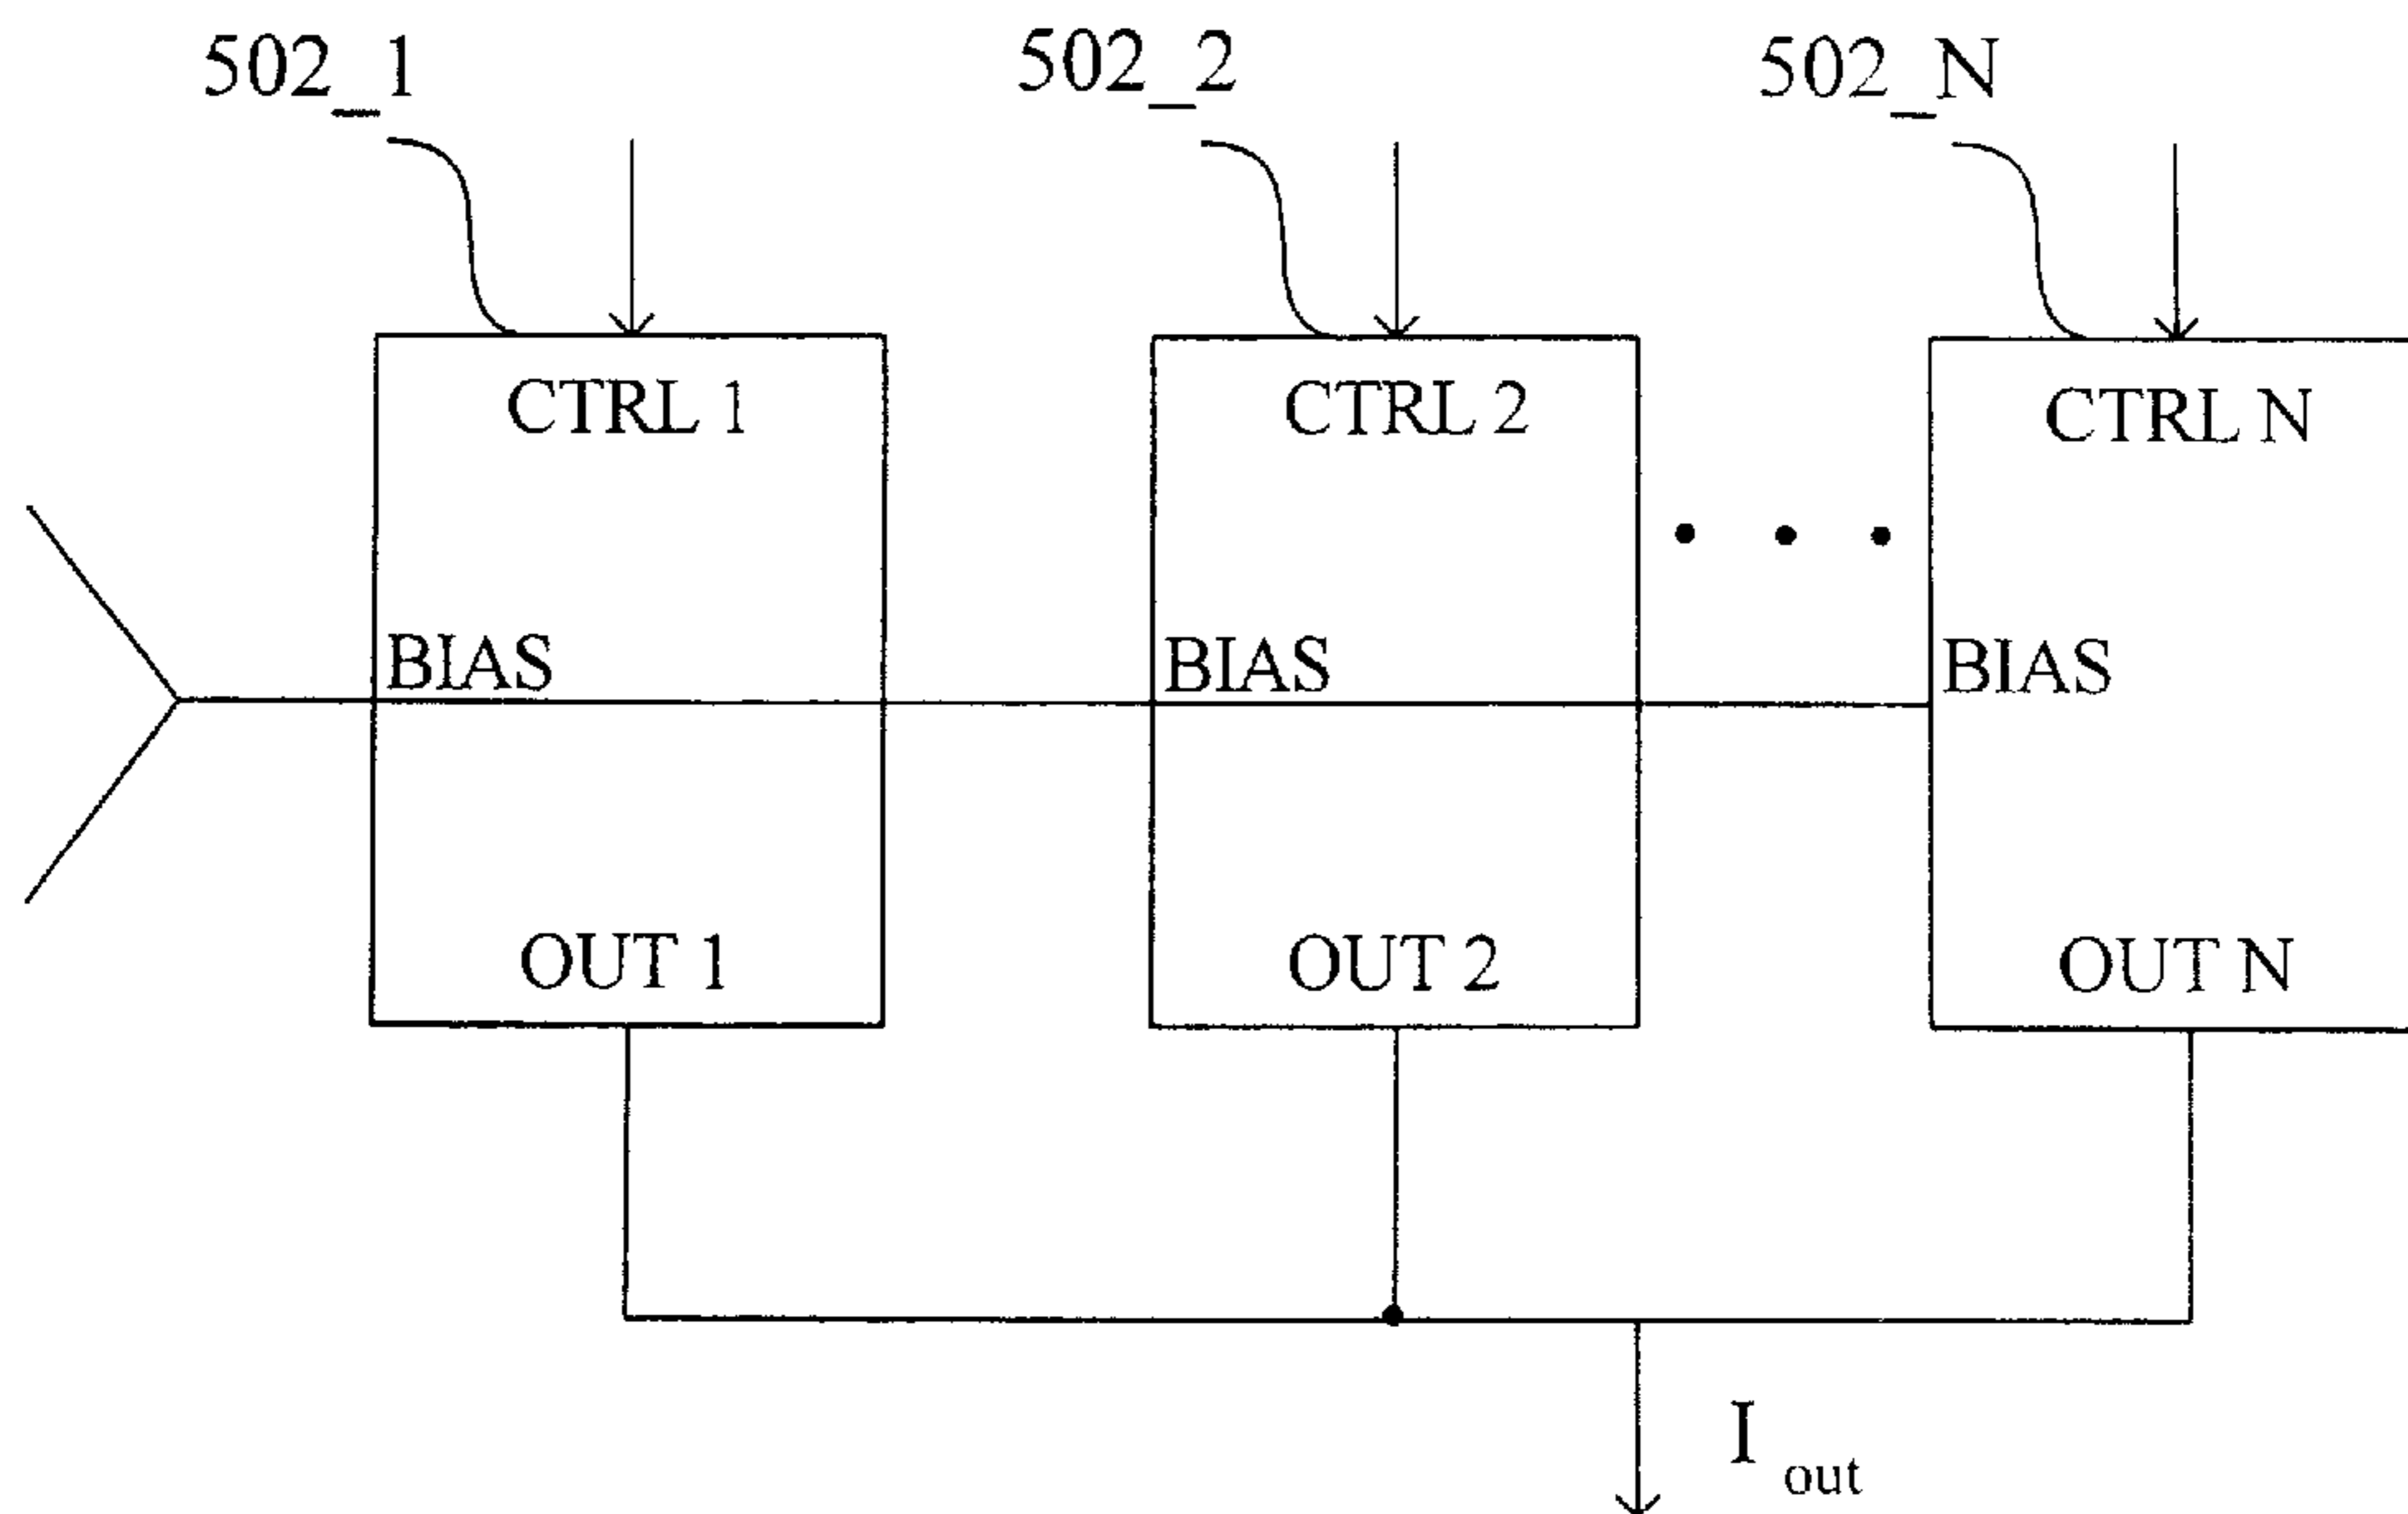 502_1 502_2 502_N
CTRL 1 CTRL 2 CTRL N
BIAS BIAS BIAS
OUT 1 OUT 2 OUT N
I out